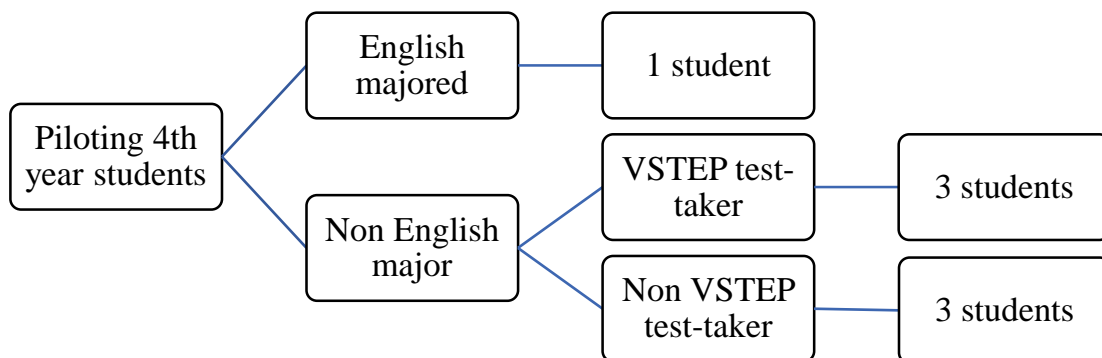 Piloting 4th
year students
English
majored
1 student
Non English
major
VSTEP test-
taker
3 students
Non VSTEP
test-taker
3 students